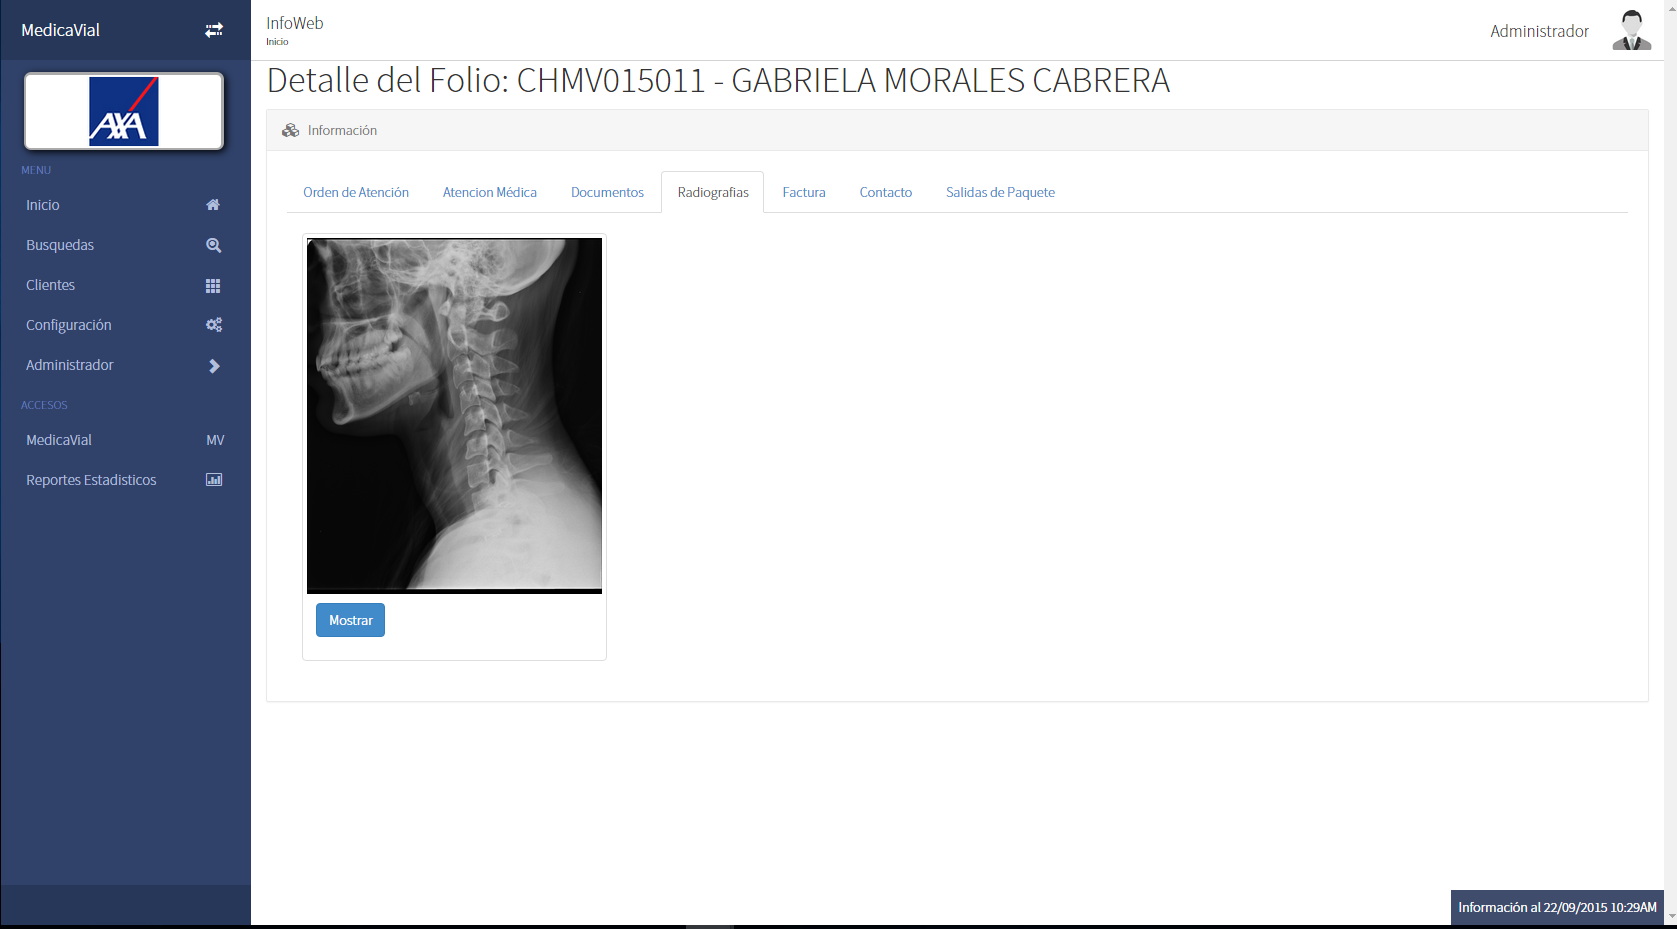 MedicaVial
InfoWeb
Inicio
Administrador
AXA
Detalle del Folio: CHMV015011 - GABRIELA MORALES CABRERA
Información
MENU
Inicio
Busquedas
Clientes
Configuración
Administrador
ACCESOS
MedicaVial MV
Reportes Estadisticos
Orden de Atención Atencion Médica Documentos Radiografias Factura Contacto Salidas de Paquete
Mostrar
Información al 22/09/2015 10:29AM